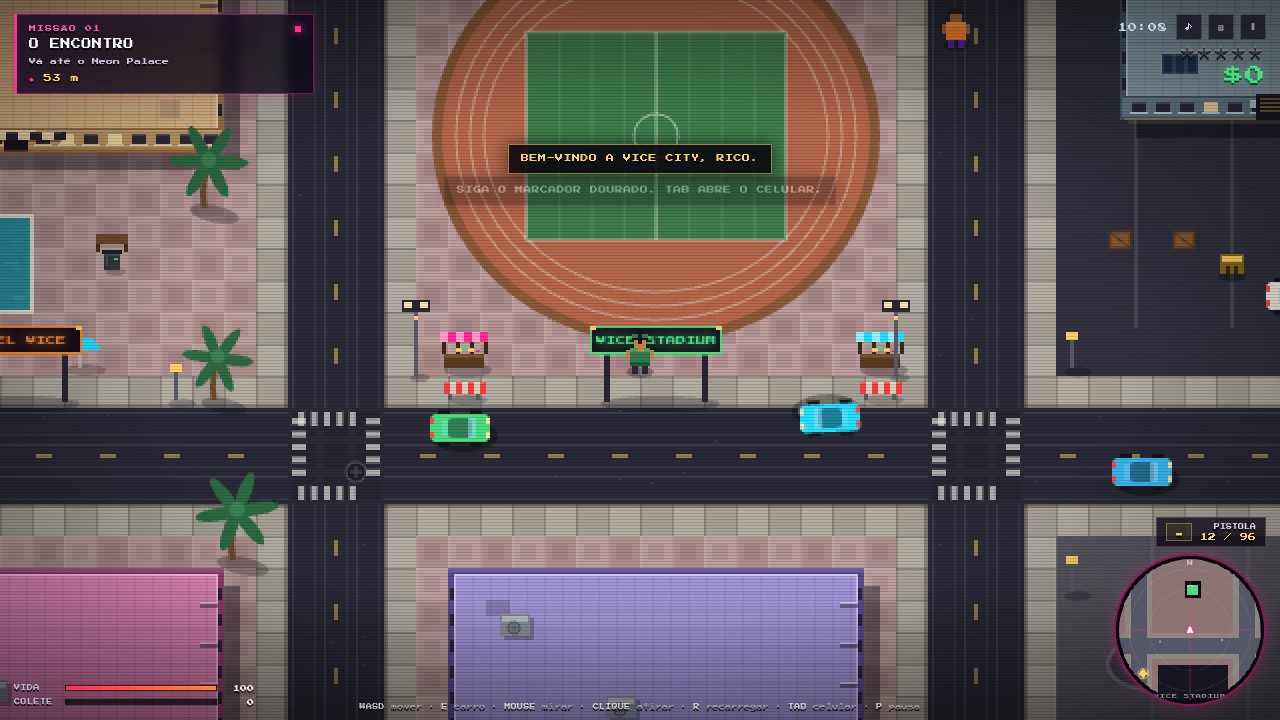 MISSAO 01
O ENCONTRO
Vá até o Neon Palace
53 m
10:08
$0
BEM-VINDO A VICE CITY, RICO.
SIGA O MARCADOR DOURADO. TAB ABRE O CELULAR.
EL VICE
VICE STADIUM
PISTOLA
12 / 96
N
VICE STADIUM
VIDA 100
COLETE 0
WASD mover · E carro · MOUSE mirar · CLIQUE atirar · R recarregar · TAB celular · P pausa